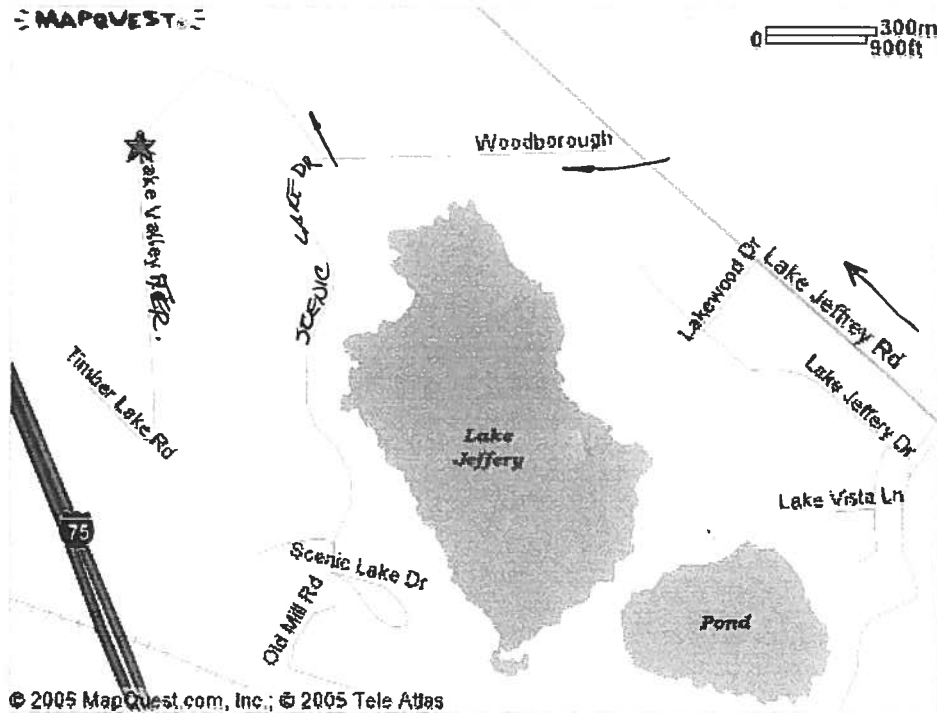 MAPQUEST
0 300m
900ft
Woodborough
SCENIC LAKE DR
Lake Valley TER.
Lakewood Dr
Lake Jeffrey Rd
Lake Jeffery Dr
Timber Lake Rd
Lake
Jeffery
75
Lake Vista Ln
Scenic Lake Dr
Old Mill Rd
Pond
© 2005 MapQuest.com, Inc.; © 2005 Tele Atlas